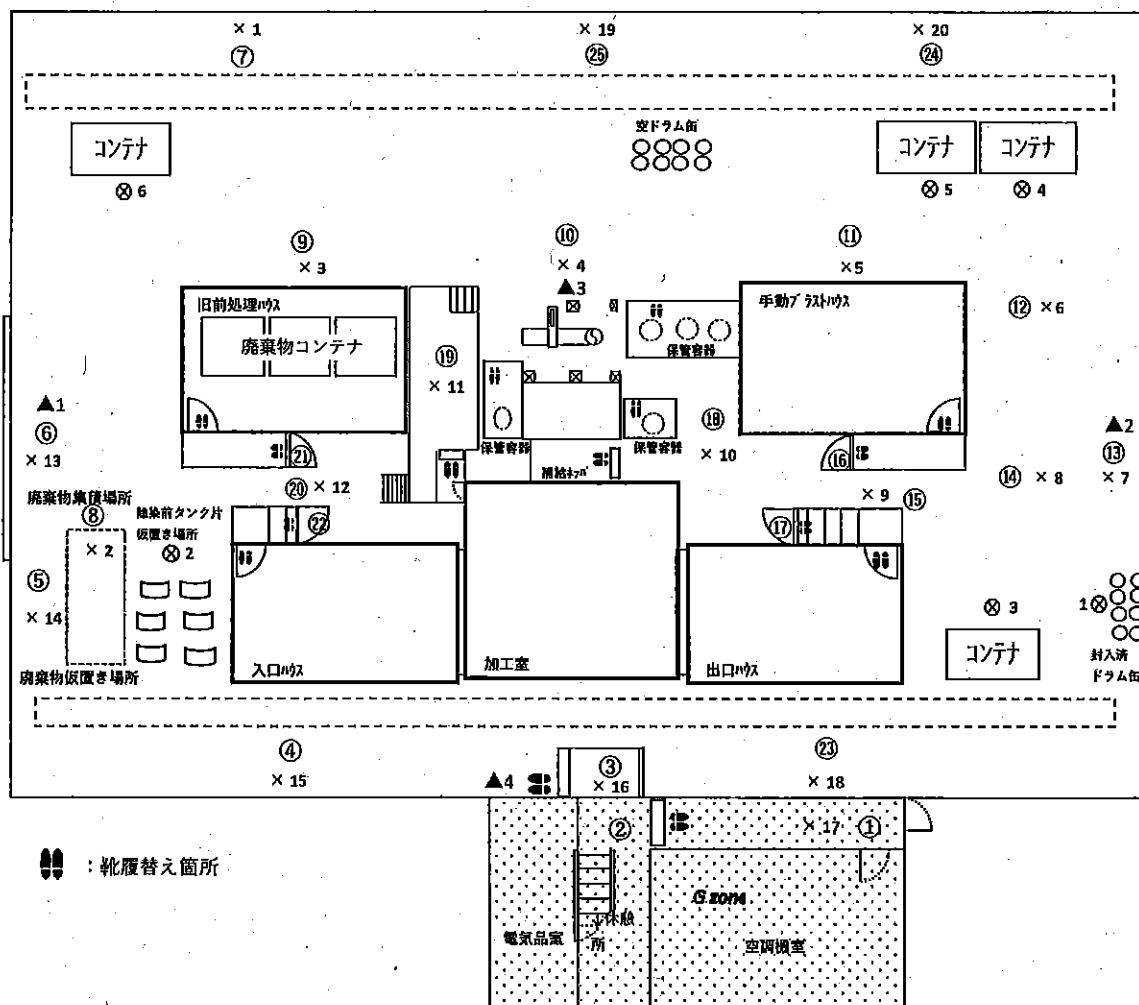 × 1
× 19
× 20
⑦
㉕
㉔
コンテナ
空ドラム缶
コンテナ
コンテナ
⊗ 6
⊗ 5
⊗ 4
⑨
⑩
⑪
× 3
× 4
× 5
▲3
旧前処理ハウス
手動ブラストハウス
⑫ × 6
廃棄物コンテナ
保管容器
⑲
× 11
▲1
⑥
× 13
⑱
▲2
⑬
㉑
保管容器
保管容器
× 10
⑯
⑭ × 8
× 7
⑳ × 12
廃棄物集積場所
⑧
除染前タンク片
仮置き場所
× 9
⑮
㉒
⑰
× 2
⊗ 2
⑤
× 14
⊗ 3
1⊗
入口ハウス
加工室
出口ハウス
コンテナ
封入済
ドラム缶
廃棄物仮置き場所
④
③
㉓
× 15
▲4
× 16
× 18
②
× 17
①
:靴履替え箇所
G zone
休憩
所
電気品室
空調機室